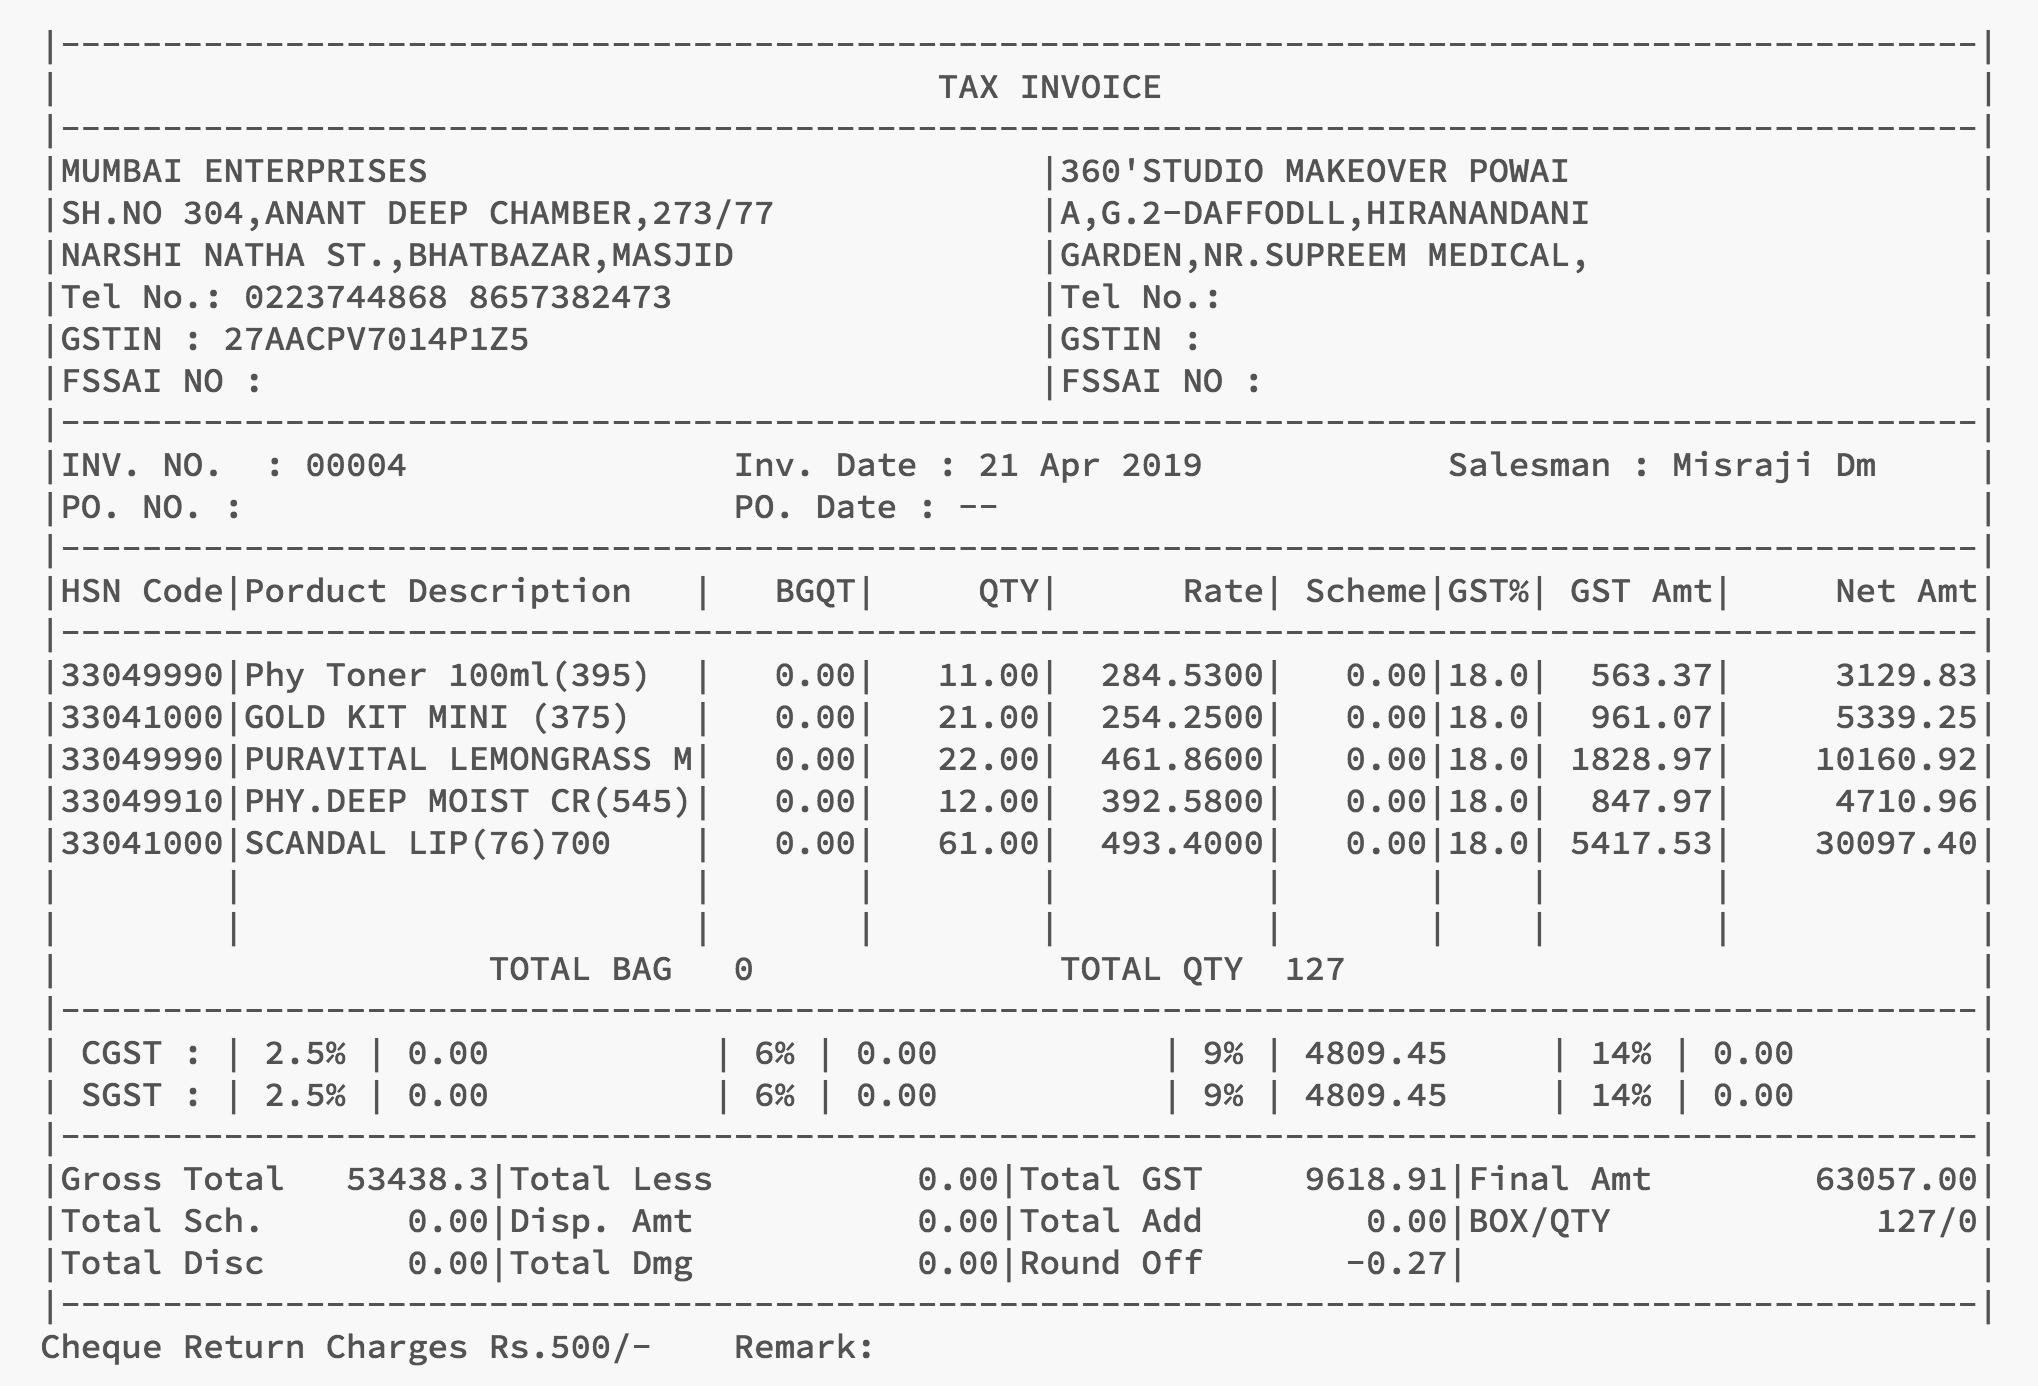 TAX INVOICE
MUMBAI ENTERPRISES |360'STUDIO MAKEOVER POWAI
SH.NO 304,ANANT DEEP CHAMBER,273/77 |A,G.2-DAFFODLL,HIRANANDANI
NARSHI NATHA ST.,BHATBAZAR,MASJID |GARDEN,NR.SUPREEM MEDICAL,
Tel No.: 0223744868 8657382473 |Tel No.:
GSTIN : 27AACPV7014P1Z5 |GSTIN :
FSSAI NO : |FSSAI NO :
INV. NO. : 00004 Inv. Date : 21 Apr 2019 Salesman : Misraji Dm
PO. NO. : PO. Date : --
HSN Code|Porduct Description | BGQT| QTY| Rate| Scheme|GST%| GST Amt| Net Amt
33049990|Phy Toner 100ml(395) | 0.00| 11.00| 284.5300| 0.00|18.0| 563.37| 3129.83
33041000|GOLD KIT MINI (375) | 0.00| 21.00| 254.2500| 0.00|18.0| 961.07| 5339.25
33049990|PURAVITAL LEMONGRASS M| 0.00| 22.00| 461.8600| 0.00|18.0| 1828.97| 10160.92
33049910|PHY.DEEP MOIST CR(545)| 0.00| 12.00| 392.5800| 0.00|18.0| 847.97| 4710.96
33041000|SCANDAL LIP(76)700 | 0.00| 61.00| 493.4000| 0.00|18.0| 5417.53| 30097.40
TOTAL BAG 0 TOTAL QTY 127
CGST : | 2.5% | 0.00 | 6% | 0.00 | 9% | 4809.45 | 14% | 0.00
SGST : | 2.5% | 0.00 | 6% | 0.00 | 9% | 4809.45 | 14% | 0.00
Gross Total 53438.3|Total Less 0.00|Total GST 9618.91|Final Amt 63057.00
Total Sch. 0.00|Disp. Amt 0.00|Total Add 0.00|BOX/QTY 127/0
Total Disc 0.00|Total Dmg 0.00|Round Off -0.27|
Cheque Return Charges Rs.500/- Remark: